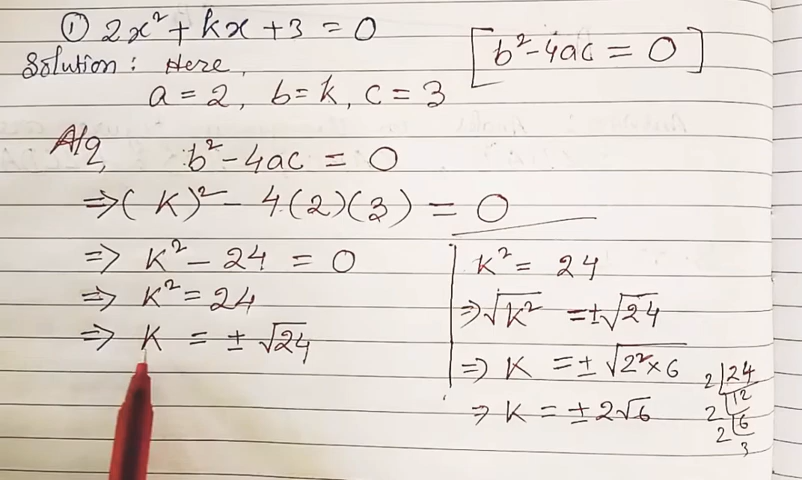 ① 2x² + kx + 3 = 0
[b² - 4ac = 0]
Solution : Here,
a = 2, b = k, c = 3
A/q, b² - 4ac = 0
⇒ (K)² - 4(2)(3) = 0
⇒ K² - 24 = 0
⇒ K² = 24
⇒ K = ± √24
K² = 24
⇒ √K² = ± √24
⇒ K = ± √2²×6
⇒ K = ± 2√6
2 24
2 12
2 6
3